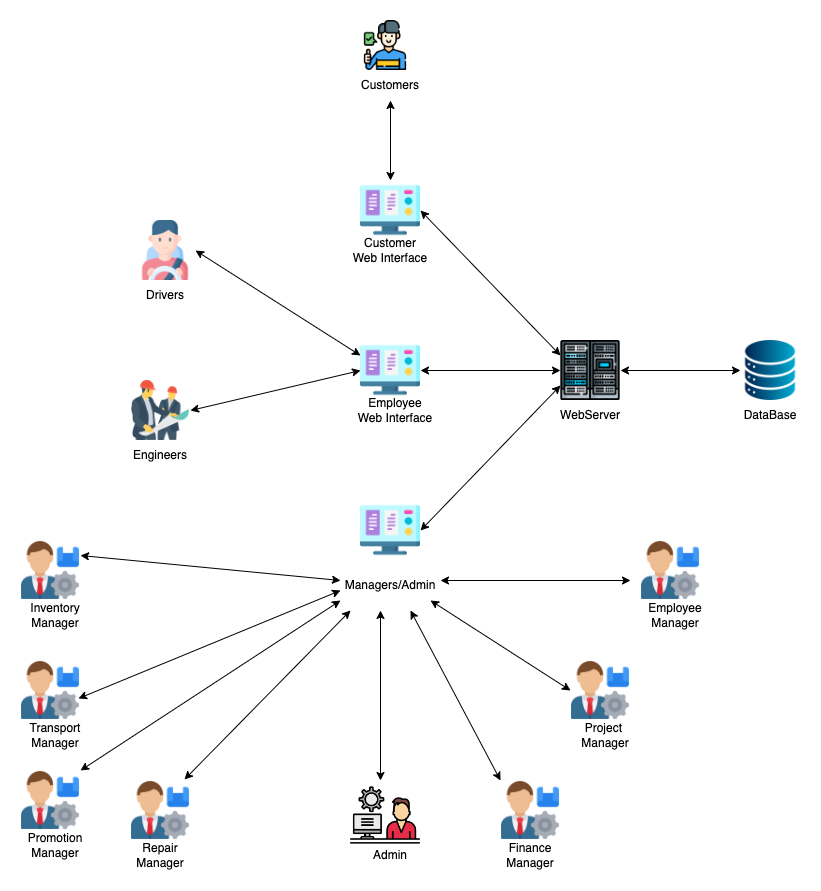 Customers
Customer
Web Interface
Drivers
Employee
Web Interface
WebServer
DataBase
Engineers
Managers/Admin
Inventory
Manager
Employee
Manager
Transport
Manager
Project
Manager
Promotion
Manager
Repair
Manager
Admin
Finance
Manager